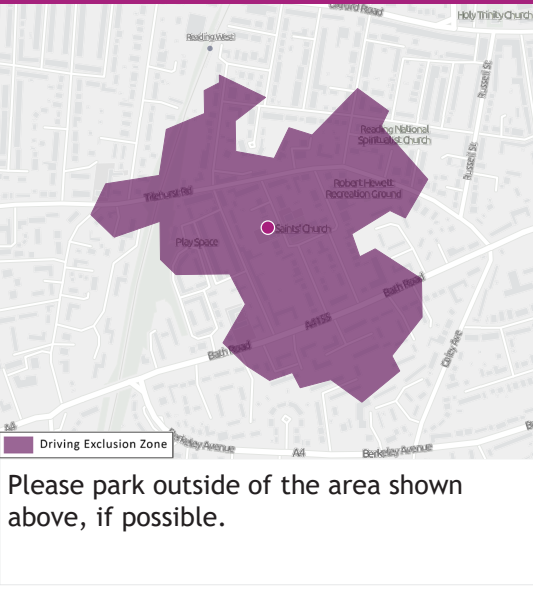 Oxford Road
Holy Trinity Church
Reading West
Russell St
Reading National
Spiritualist Church
Russell St
Robert Hewett
Recreation Ground
Tilehurst Rd
Saints' Church
Play Space
Bath Road
A4155
Bath Road
A4
Berkeley Avenue
A4
Berkeley Avenue
Driving Exclusion Zone
Please park outside of the area shown
above, if possible.